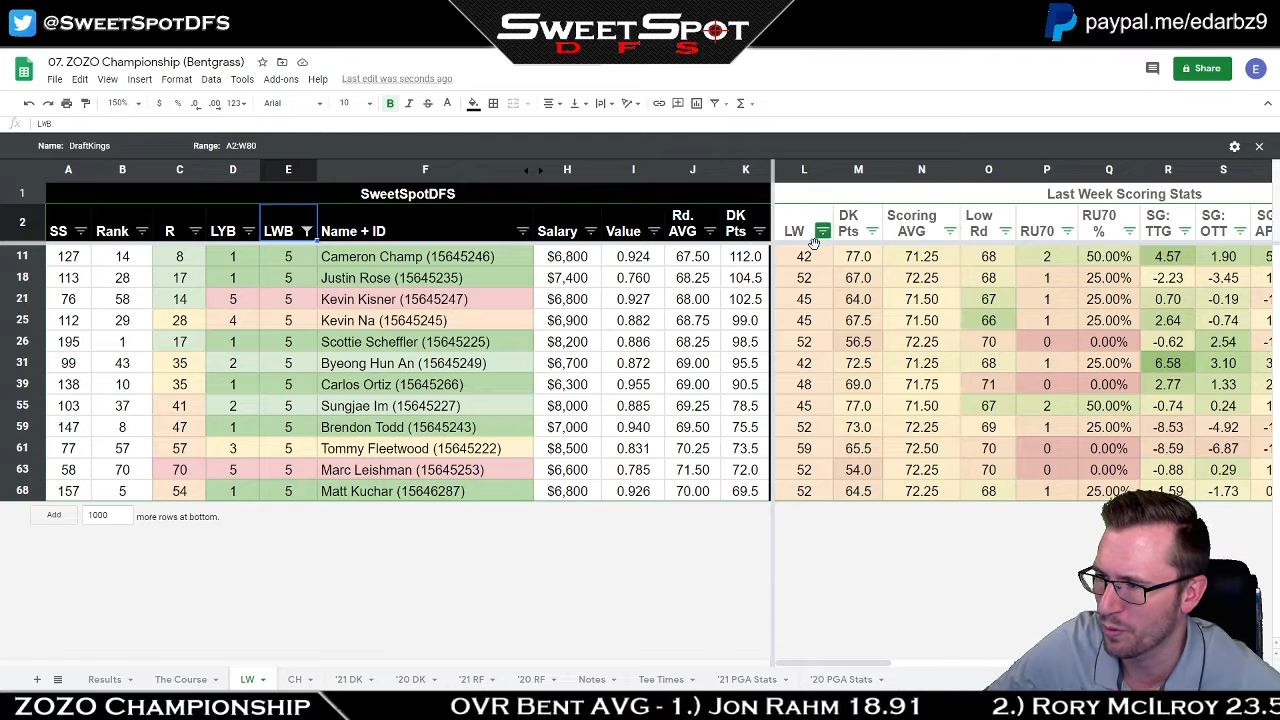 @SweetSpotDFS
SweetSpot
DFS
paypal.me/edarbz9
07. ZOZO Championship (Bentgrass)
File Edit View Insert Format Data Tools Add-ons Help Last edit was seconds ago
Share
E
150% $ % .0 .00 123 Arial 10 B I S A
fx LWB
Name: DraftKings Range: A2:W80
A B C D E F H I J K L M N O P Q R S
1 SweetSpotDFS Last Week Scoring Stats
2 SS Rank R LYB LWB Name + ID Salary Value Rd. AVG DK Pts LW DK Pts Scoring AVG Low Rd RU70 RU70 % SG: TTG SG: OTT
11 127 14 8 1 5 Cameron Champ (15645246) $6,800 0.924 67.50 112.0 42 77.0 71.25 68 2 50.00% 4.57 1.90
18 113 28 17 1 5 Justin Rose (15645235) $7,400 0.760 68.25 104.5 52 67.0 72.25 68 1 25.00% -2.23 -3.45
21 76 58 14 5 5 Kevin Kisner (15645247) $6,800 0.927 68.00 102.5 45 64.0 71.50 67 1 25.00% 0.70 -0.19
25 112 29 28 4 5 Kevin Na (15645245) $6,900 0.882 68.75 99.0 45 67.5 71.50 66 1 25.00% 2.64 -0.74
26 195 1 17 1 5 Scottie Scheffler (15645225) $8,200 0.886 68.25 98.5 52 56.5 72.25 70 0 0.00% -0.62 2.54
31 99 43 35 2 5 Byeong Hun An (15645249) $6,700 0.872 69.00 95.5 42 72.5 71.25 68 1 25.00% 6.58 3.10
39 138 10 35 1 5 Carlos Ortiz (15645266) $6,300 0.955 69.00 90.5 48 69.0 71.75 71 0 0.00% 2.77 1.33
55 103 37 41 2 5 Sungjae Im (15645227) $8,000 0.885 69.25 78.5 45 77.0 71.50 67 2 50.00% -0.74 0.24
59 147 8 47 1 5 Brendon Todd (15645243) $7,000 0.940 69.50 75.5 52 73.0 72.25 69 1 25.00% -8.53 -4.92
61 77 57 57 3 5 Tommy Fleetwood (15645222) $8,500 0.831 70.25 73.5 59 65.5 72.50 70 0 0.00% -8.59 -6.87
63 58 70 70 5 5 Marc Leishman (15645253) $6,600 0.785 71.50 72.0 52 54.0 72.25 70 0 0.00% -0.88 0.29
68 157 5 54 1 5 Matt Kuchar (15646287) $6,800 0.926 70.00 69.5 52 64.5 72.25 68 1 25.00% -1.59 -1.73
Add 1000 more rows at bottom.
+ Results The Course LW CH '21 DK '20 DK '21 RF '20 RF Notes Tee Times '21 PGA Stats '20 PGA Stats
ZOZO Championship OVR Bent AVG - 1.) Jon Rahm 18.91 2.) Rory McIlroy 23.5